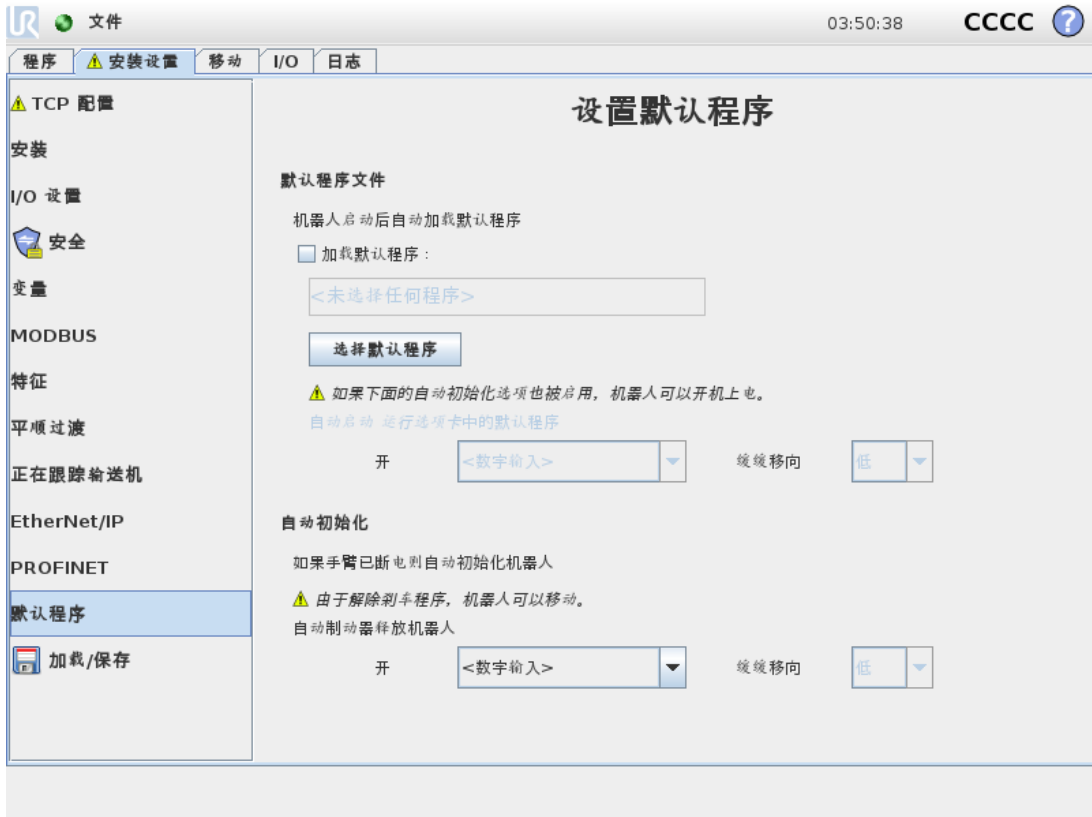 UR 文件 03:50:38 CCCC ?
程序 安装设置 移动 I/O 日志
TCP 配置
安装
I/O 设置
安全
变量
MODBUS
特征
平顺过渡
正在跟踪输送机
EtherNet/IP
PROFINET
默认程序
加载/保存
设置默认程序
默认程序文件
机器人启动后自动加载默认程序
加载默认程序：
<未选择任何程序>
选择默认程序
如果下面的自动初始化选项也被启用，机器人可以开机上电。
自动启动 运行选项卡中的默认程序
开 <数字输入> 缓缓移向 低
自动初始化
如果手臂已断电则自动初始化机器人
由于解除刹车程序，机器人可以移动。
自动制动器释放机器人
开 <数字输入> 缓缓移向 低